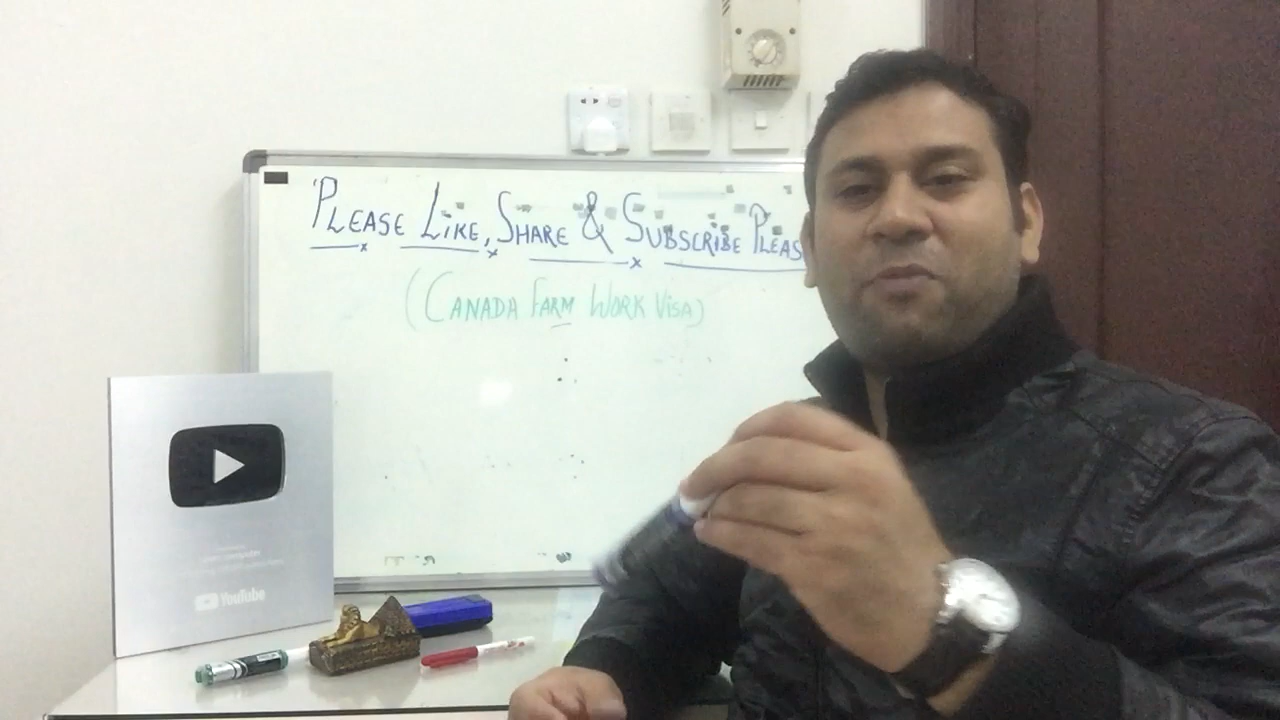 PLEASE LIKE, SHARE & SUBSCRIBE PLEAS
(CANADA FARM WORK VISA)
YouTube